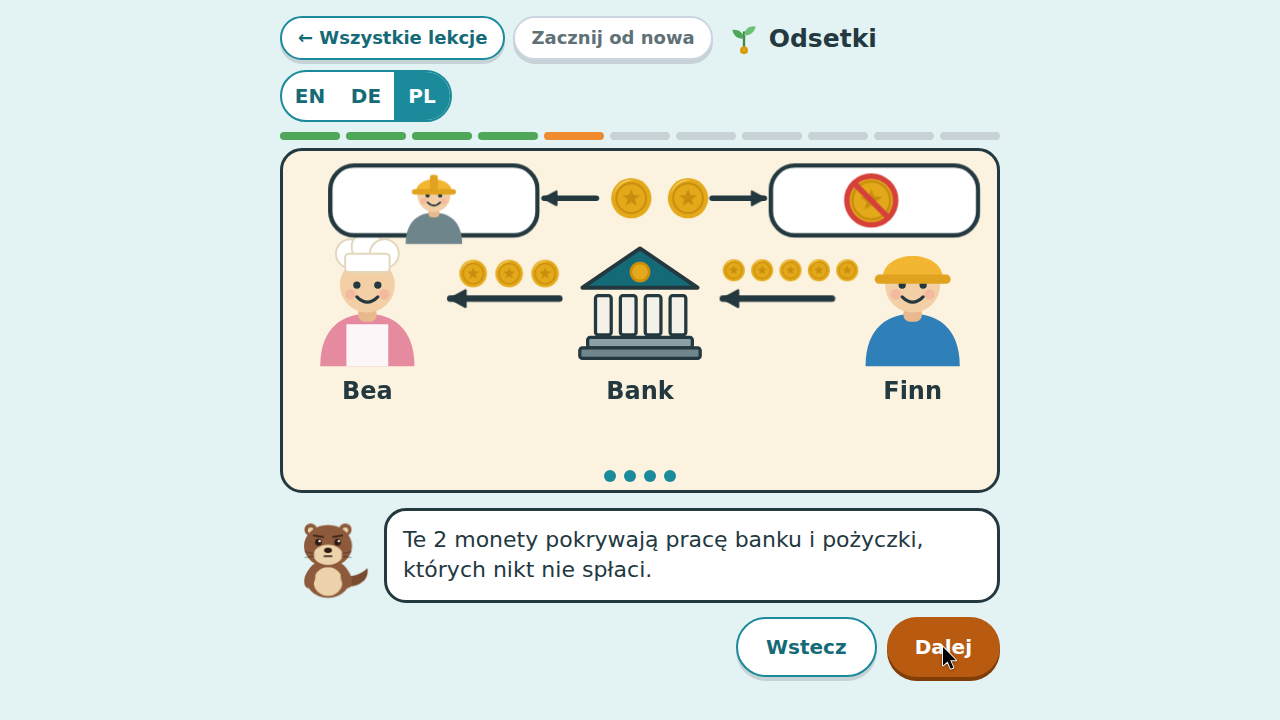 ← Wszystkie lekcje
Zacznij od nowa
Odsetki
EN DE PL
Bea
Bank
Finn
Te 2 monety pokrywają pracę banku i pożyczki,
których nikt nie spłaci.
Wstecz
Dalej